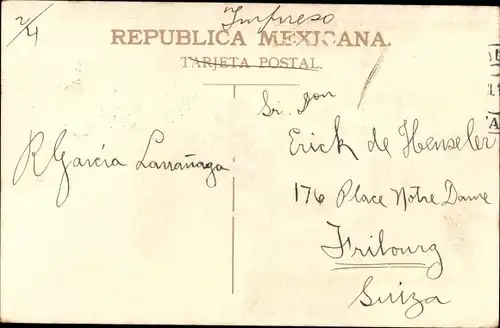 2/4
Impreso
REPUBLICA MEXICANA.
TARJETA POSTAL.
Sr. Don
Erick de Henseler
R Garcia Larrañaga
176 Place Notre Dame
Fribourg
Suiza